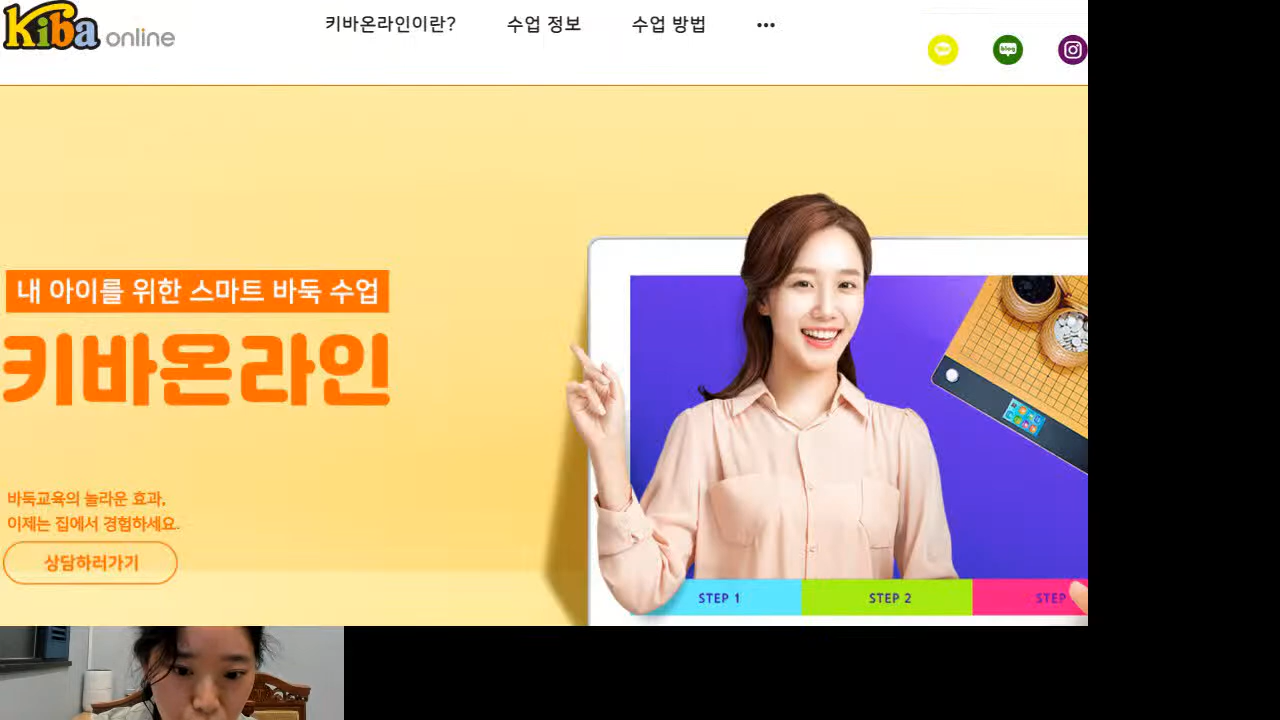 Kiba online
키바온라인이란?
수업 정보
수업 방법
•••
blog
내 아이를 위한 스마트 바둑 수업
키바온라인
바둑교육의 놀라운 효과,
이제는 집에서 경험하세요.
상담하러가기
STEP 1
STEP 2
STEP